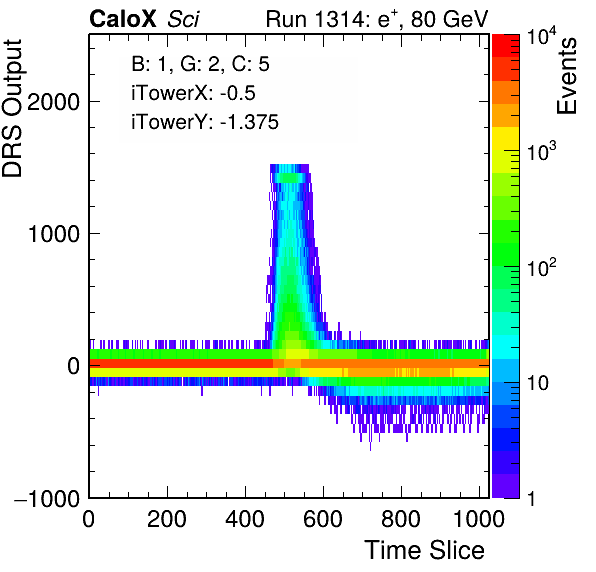 CaloX Sci Run 1314: e⁺, 80 GeV
B: 1, G: 2, C: 5
iTowerX: -0.5
iTowerY: -1.375
DRS Output
2000
1000
0
−1000
0 200 400 600 800 1000
Time Slice
Events
10⁴
10³
10²
10
1